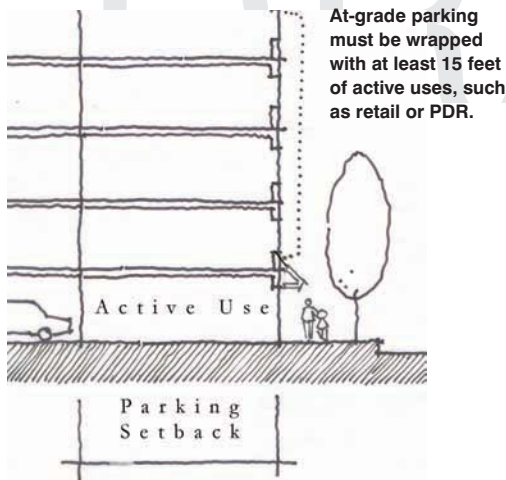 At-grade parking
must be wrapped
with at least 15 feet
of active uses, such
as retail or PDR.
Active Use
Parking
Setback